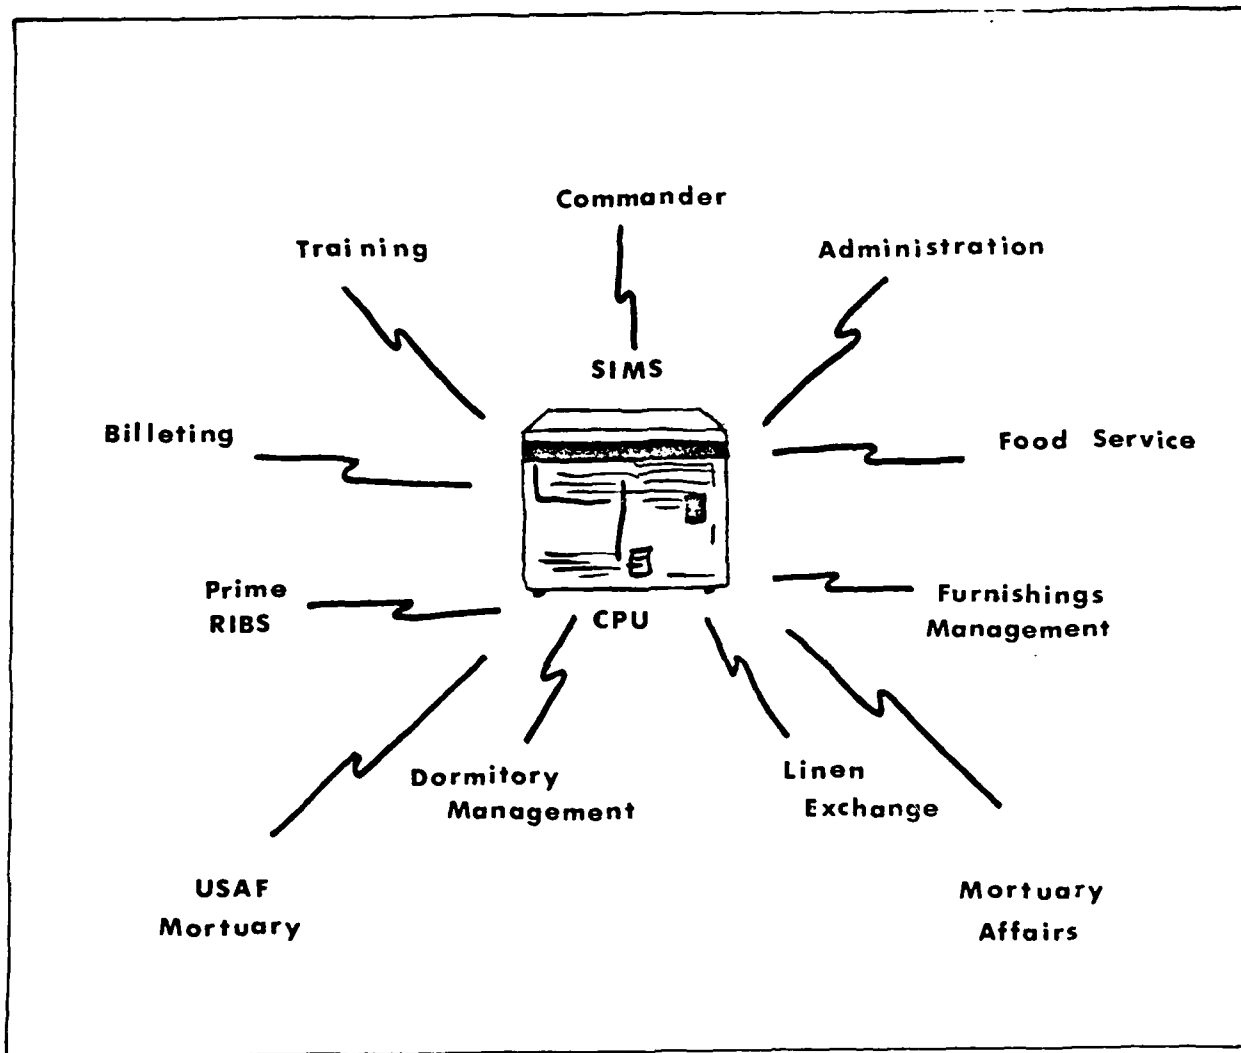 Commander
Training
Administration
SIMS
Billeting
Food Service
Prime
RIBS
CPU
Furnishings
Management
Dormitory
Management
Linen
Exchange
USAF
Mortuary
Mortuary
Affairs